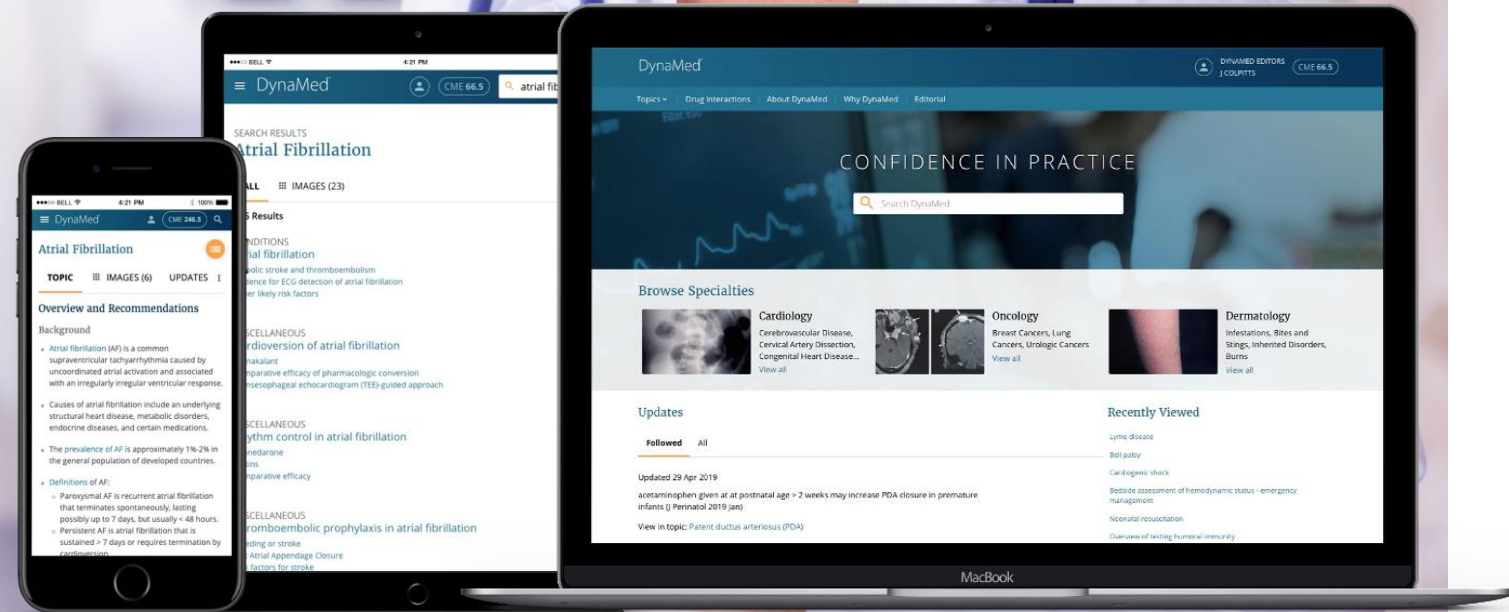 ●●●○○ BELL
4:21 PM
100%
DynaMed
CME 246.5
Atrial Fibrillation
TOPIC
IMAGES (6)
UPDATES
Overview and Recommendations
Background
Atrial fibrillation (AF) is a common
supraventricular tachyarrhythmia caused by
uncoordinated atrial activation and associated
with an irregularly irregular ventricular response.
Causes of atrial fibrillation include an underlying
structural heart disease, metabolic disorders,
endocrine diseases, and certain medications.
The prevalence of AF is approximately 1%-2% in
the general population of developed countries.
Definitions of AF:
Paroxysmal AF is recurrent atrial fibrillation
that terminates spontaneously, lasting
possibly up to 7 days, but usually < 48 hours.
Persistent AF is atrial fibrillation that is
sustained > 7 days or requires termination by
cardioversion
●●●○○ BELL
4:21 PM
DynaMed
CME 66.5
atrial fib
SEARCH RESULTS
Atrial Fibrillation
ALL
IMAGES (23)
Results
fibrillation
stroke and thromboembolism
for ECG detection of atrial fibrillation
likely risk factors
of atrial fibrillation
efficacy of pharmacologic conversion
echocardiogram (TEE)-guided approach
control in atrial fibrillation
efficacy
prophylaxis in atrial fibrillation
or stroke
Atrial Appendage Closure
factors for stroke
DynaMed
DYNAMED EDITORS
J COLPITTS
CME 66.5
Topics
Drug Interactions
About DynaMed
Why DynaMed
Editorial
CONFIDENCE IN PRACTICE
Search DynaMed
Browse Specialties
Cardiology
Cerebrovascular Disease,
Cervical Artery Dissection,
Congenital Heart Disease...
View all
Oncology
Breast Cancers, Lung
Cancers, Urologic Cancers
View all
Dermatology
Infestations, Bites and
Stings, Inherited Disorders,
Burns
View all
Updates
Followed
All
Updated 29 Apr 2019
acetaminophen given at at postnatal age > 2 weeks may increase PDA closure in premature
infants (J Perinatol 2019 Jan)
View in topic: Patent ductus arteriosus (PDA)
Recently Viewed
Lyme disease
Bell palsy
Cardiogenic shock
Bedside assessment of hemodynamic status - emergency
management
Neonatal resuscitation
Overview of testing humoral immunity
MacBook